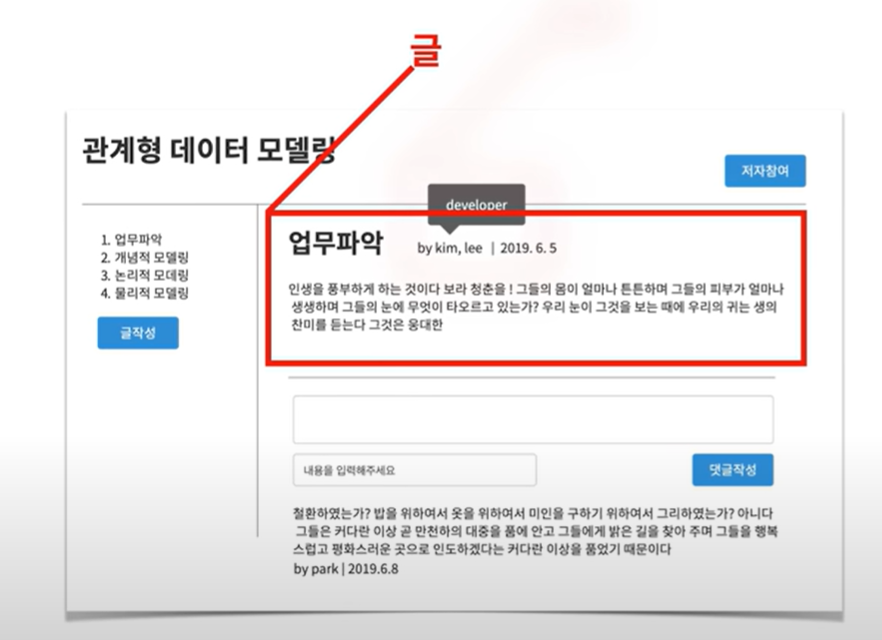 글
관계형 데이터 모델링
저자참여
developer
1. 업무파악
2. 개념적 모델링
3. 논리적 모데링
4. 물리적 모델링
글작성
업무파악
by kim, lee | 2019. 6. 5
인생을 풍부하게 하는 것이다 보라 청춘을 ! 그들의 몸이 얼마나 튼튼하며 그들의 피부가 얼마나
생생하며 그들의 눈에 무엇이 타오르고 있는가? 우리 눈이 그것을 보는 때에 우리의 귀는 생의
찬미를 듣는다 그것은 웅대한
내용을 입력해주세요
댓글작성
철환하였는가? 밥을 위하여서 옷을 위하여서 미인을 구하기 위하여서 그리하였는가? 아니다
그들은 커다란 이상 곧 만천하의 대중을 품에 안고 그들에게 밝은 길을 찾아 주며 그들을 행복
스럽고 평화스러운 곳으로 인도하겠다는 커다란 이상을 품었기 때문이다
by park | 2019.6.8